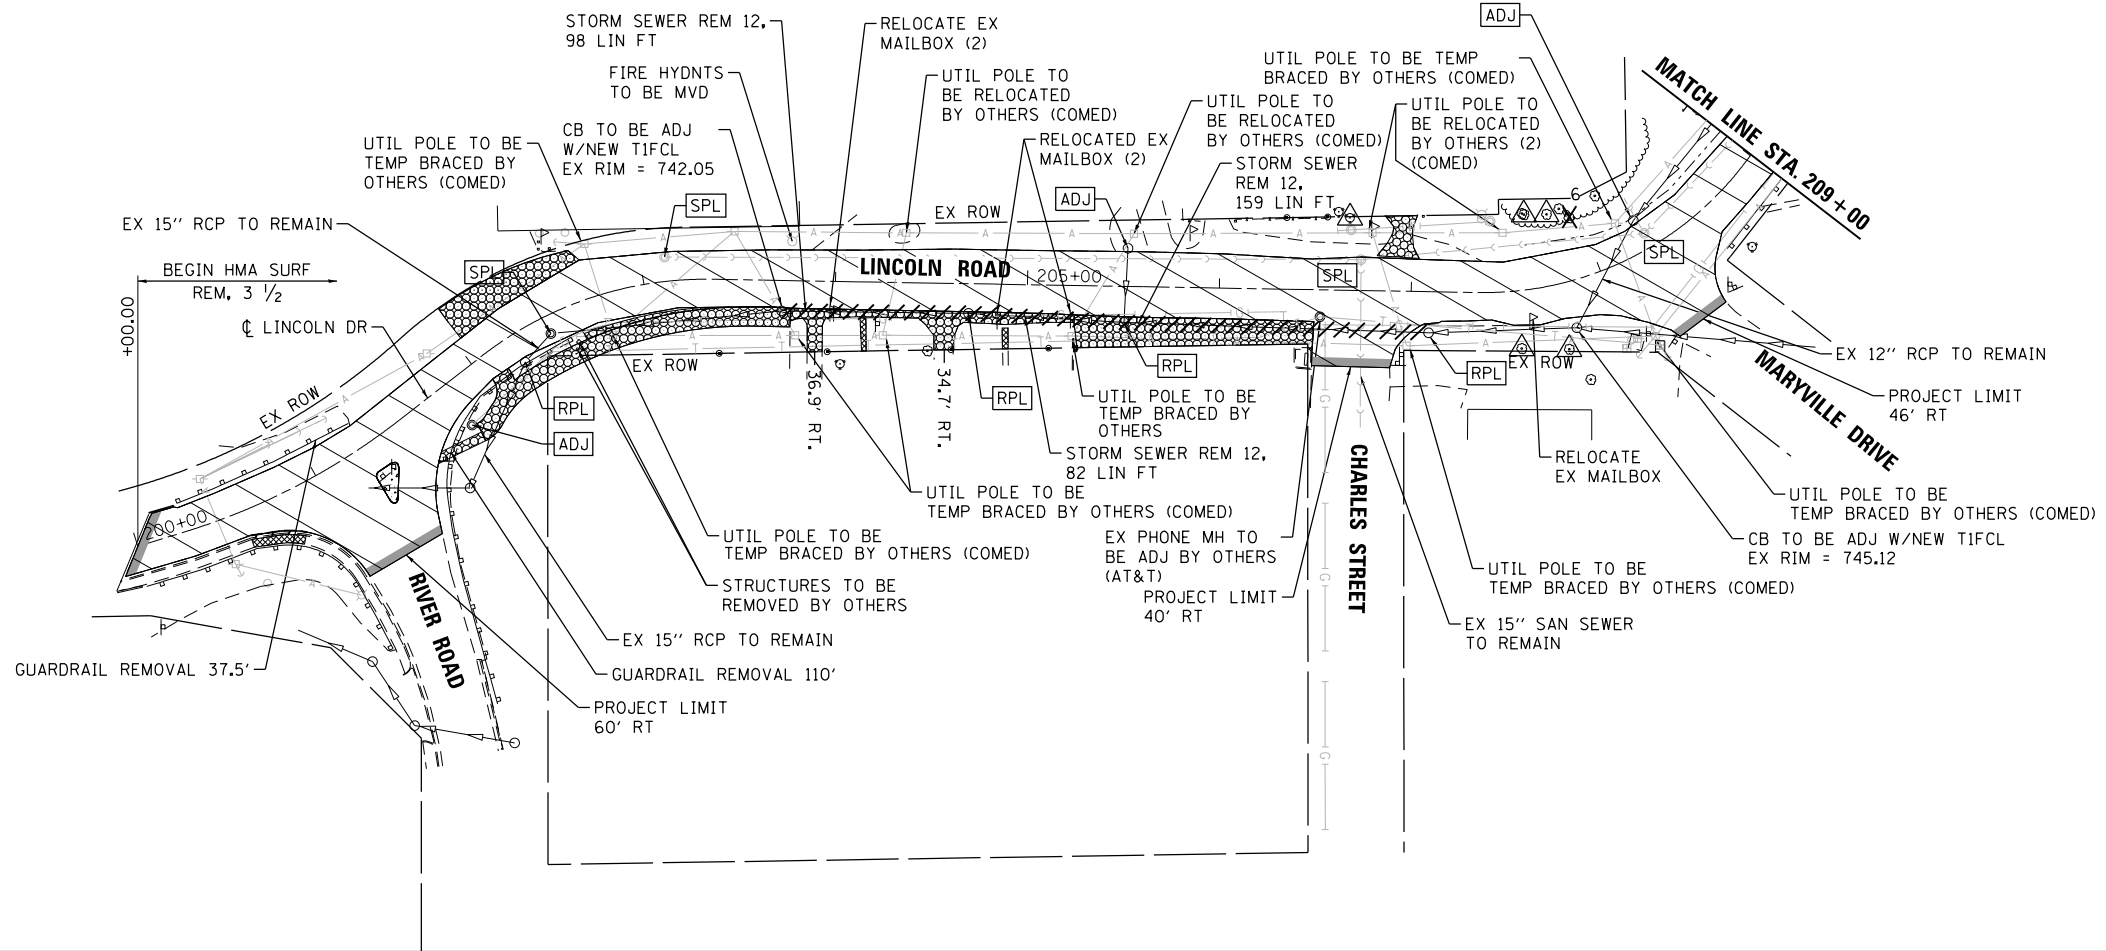 STORM SEWER REM 12,
98 LIN FT
RELOCATE EX
MAILBOX (2)
ADJ
FIRE HYDNTS
TO BE MVD
UTIL POLE TO
BE RELOCATED
BY OTHERS (COMED)
UTIL POLE TO BE TEMP
BRACED BY OTHERS (COMED)
MATCH LINE STA. 209+00
CB TO BE ADJ
W/NEW T1FCL
EX RIM = 742.05
UTIL POLE TO
BE RELOCATED
BY OTHERS (COMED)
UTIL POLE TO
BE RELOCATED
BY OTHERS (2)
(COMED)
UTIL POLE TO BE
TEMP BRACED BY
OTHERS (COMED)
RELOCATED EX
MAILBOX (2)
STORM SEWER
REM 12,
159 LIN FT
6
SPL
ADJ
EX ROW
EX 15'' RCP TO REMAIN
SPL
SPL
SPL
BEGIN HMA SURF
REM, 3 1/2
LINCOLN ROAD
205+00
+00.00
℄ LINCOLN DR
EX ROW
EX ROW
EX ROW
36.9' RT.
34.7' RT.
RPL
RPL
RPL
RPL
ADJ
EX 12'' RCP TO REMAIN
MARYVILLE DRIVE
PROJECT LIMIT
46' RT
UTIL POLE TO BE
TEMP BRACED BY
OTHERS
STORM SEWER REM 12,
82 LIN FT
CHARLES STREET
RELOCATE
EX MAILBOX
UTIL POLE TO BE
TEMP BRACED BY OTHERS (COMED)
UTIL POLE TO BE
TEMP BRACED BY OTHERS (COMED)
200+00
UTIL POLE TO BE
TEMP BRACED BY OTHERS (COMED)
EX PHONE MH TO
BE ADJ BY OTHERS
(AT&T)
CB TO BE ADJ W/NEW T1FCL
EX RIM = 745.12
UTIL POLE TO BE
TEMP BRACED BY OTHERS (COMED)
STRUCTURES TO BE
REMOVED BY OTHERS
PROJECT LIMIT
40' RT
RIVER ROAD
EX 15'' RCP TO REMAIN
EX 15'' SAN SEWER
TO REMAIN
GUARDRAIL REMOVAL 37.5'
GUARDRAIL REMOVAL 110'
PROJECT LIMIT
60' RT